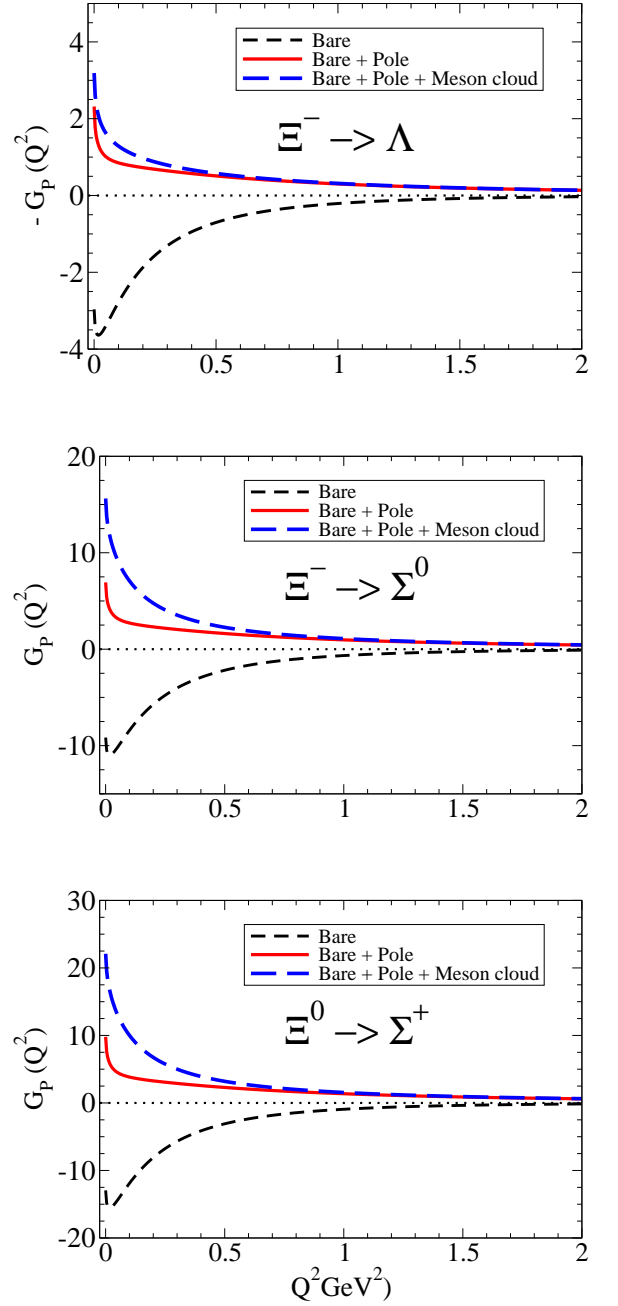 4
2
0
-2
-4
- G_P (Q^2)
Bare
Bare + Pole
Bare + Pole + Meson cloud
Ξ^- —> Λ
0 0.5 1 1.5 2
20
10
0
-10
G_P (Q^2)
Bare
Bare + Pole
Bare + Pole + Meson cloud
Ξ^- —> Σ^0
0 0.5 1 1.5 2
30
20
10
0
-10
-20
G_P (Q^2)
Bare
Bare + Pole
Bare + Pole + Meson cloud
Ξ^0 —> Σ^+
0 0.5 1 1.5 2
Q^2GeV^2)